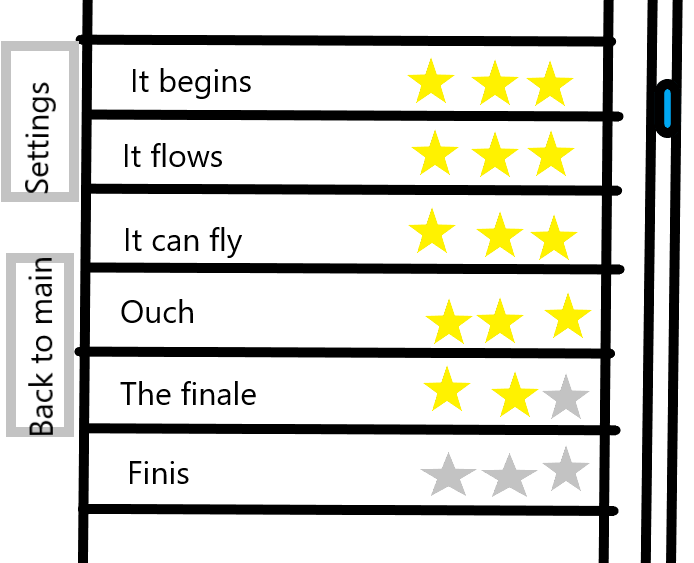 Settings
Back to main
It begins
It flows
It can fly
Ouch
The finale
Finis